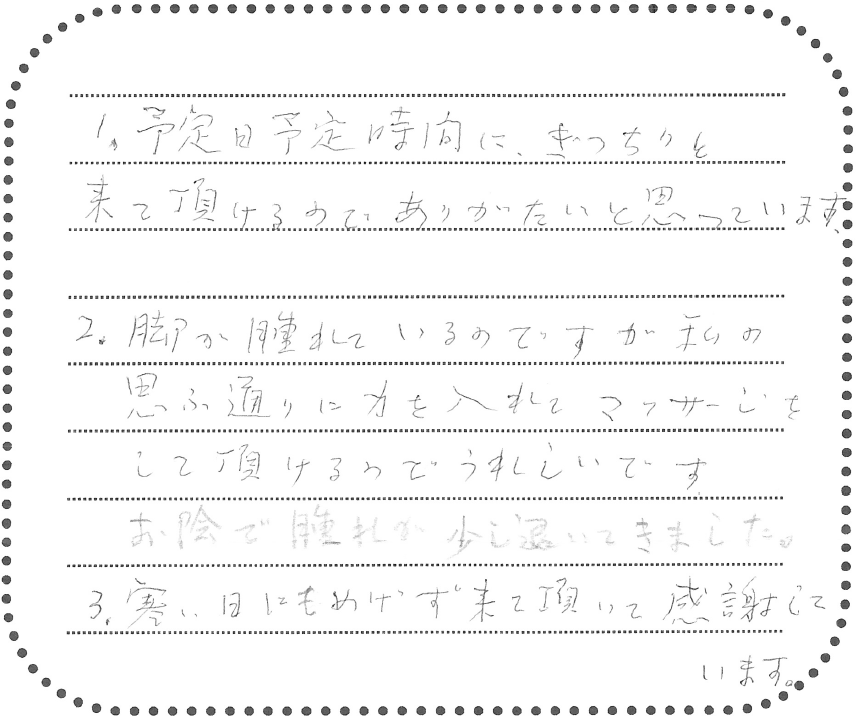 1. 予定日予定時間に、きっちりと
来て頂けるので、ありがたいと思っています。
2. 脚が腫れているのですが私の
思ふ通りに力を入れて マッサージを
して頂けるのでうれしいです
お陰で腫れが少し退いてきました。
3. 寒い日にもめげず来て頂いて感謝して
います。